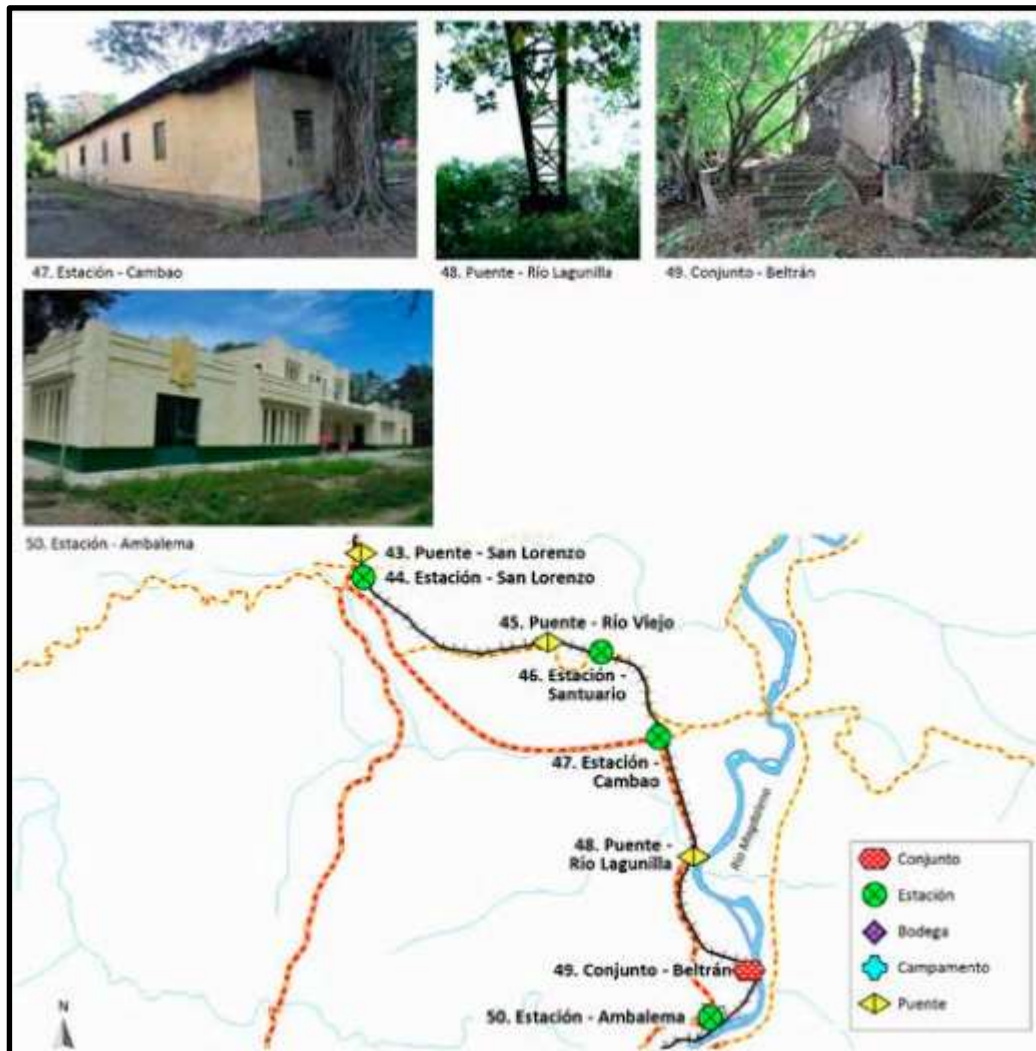 47. Estación - Cambao
48. Puente - Río Lagunilla
49. Conjunto - Beltrán
50. Estación - Ambalema
43. Puente - San Lorenzo
44. Estación - San Lorenzo
45. Puente - Río Viejo
46. Estación -
Santuario
47. Estación -
Cambao
48. Puente -
Río Lagunilla
Río Magdalena
49. Conjunto - Beltrán
50. Estación - Ambalema
Conjunto
Estación
Bodega
Campamento
Puente
N